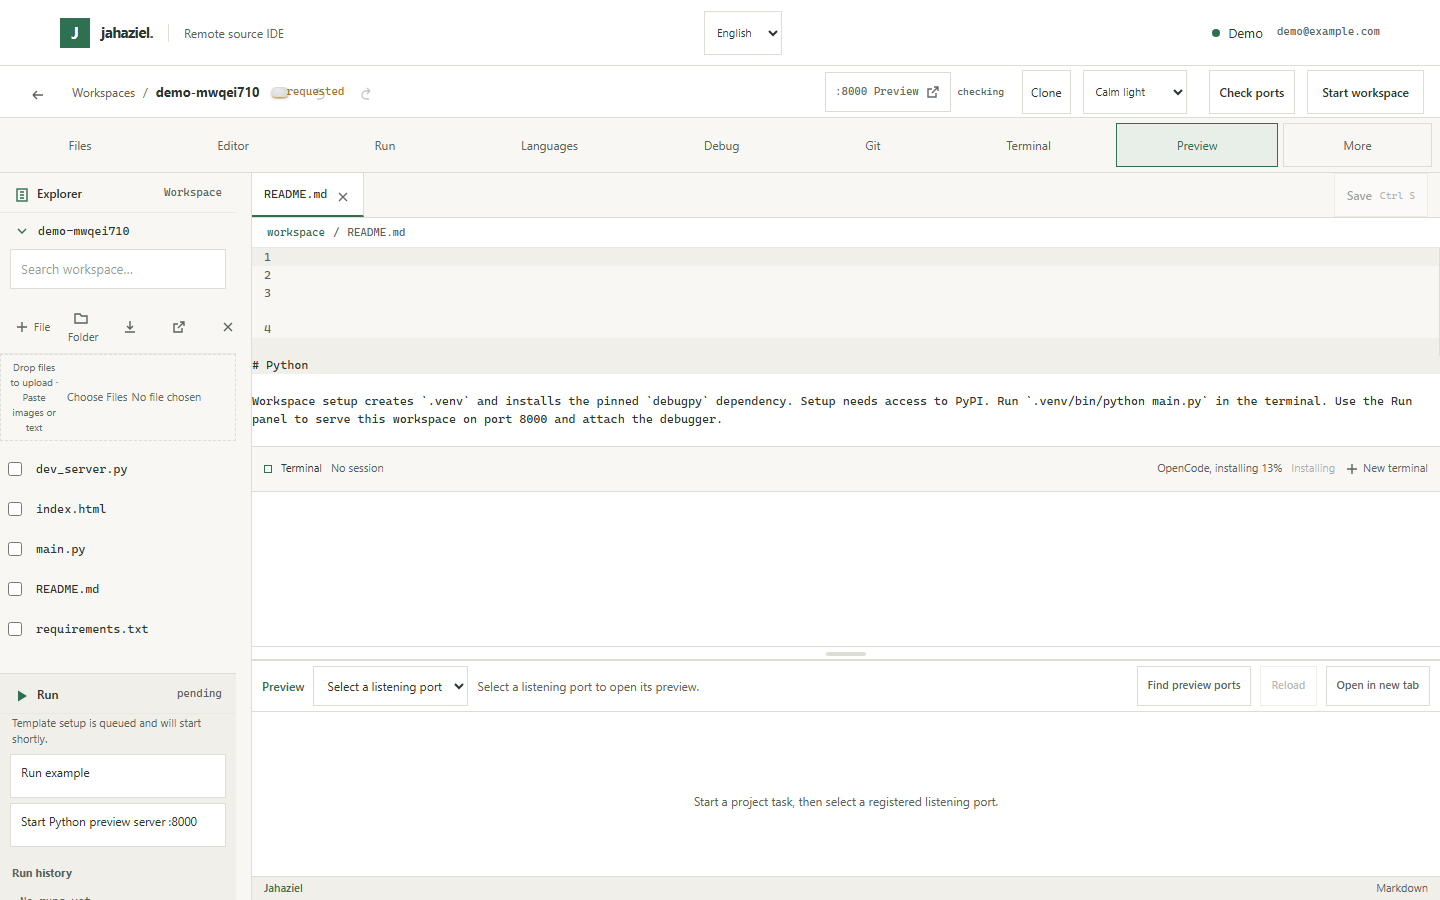 J jahaziel. Remote source IDE English Demo demo@example.com
Workspaces / demo-mwqei710 requested :8000 Preview checking Clone Calm light Check ports Start workspace
Files Editor Run Languages Debug Git Terminal Preview More
Explorer Workspace
README.md
Save Ctrl S
demo-mwqei710
workspace / README.md
Search workspace...
1
2
3
4
File
Folder
Drop files
to upload ·
Paste
images or
text
Choose Files No file chosen
# Python
Workspace setup creates `.venv` and installs the pinned `debugpy` dependency. Setup needs access to PyPI. Run `.venv/bin/python main.py` in the terminal. Use the Run
panel to serve this workspace on port 8000 and attach the debugger.
Terminal No session OpenCode, installing 13% Installing New terminal
dev_server.py
index.html
main.py
README.md
requirements.txt
Run pending
Template setup is queued and will start
shortly.
Run example
Start Python preview server :8000
Run history
No runs yet
Preview Select a listening port Select a listening port to open its preview. Find preview ports Reload Open in new tab
Start a project task, then select a registered listening port.
Jahaziel Markdown